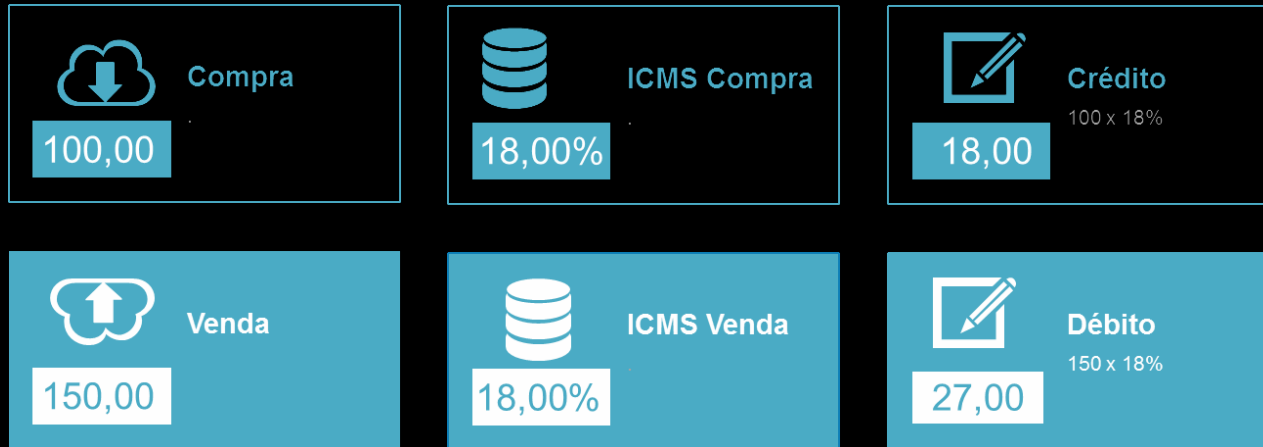 Compra
100,00
ICMS Compra
18,00%
Crédito
100 x 18%
18,00
Venda
150,00
ICMS Venda
18,00%
Débito
150 x 18%
27,00